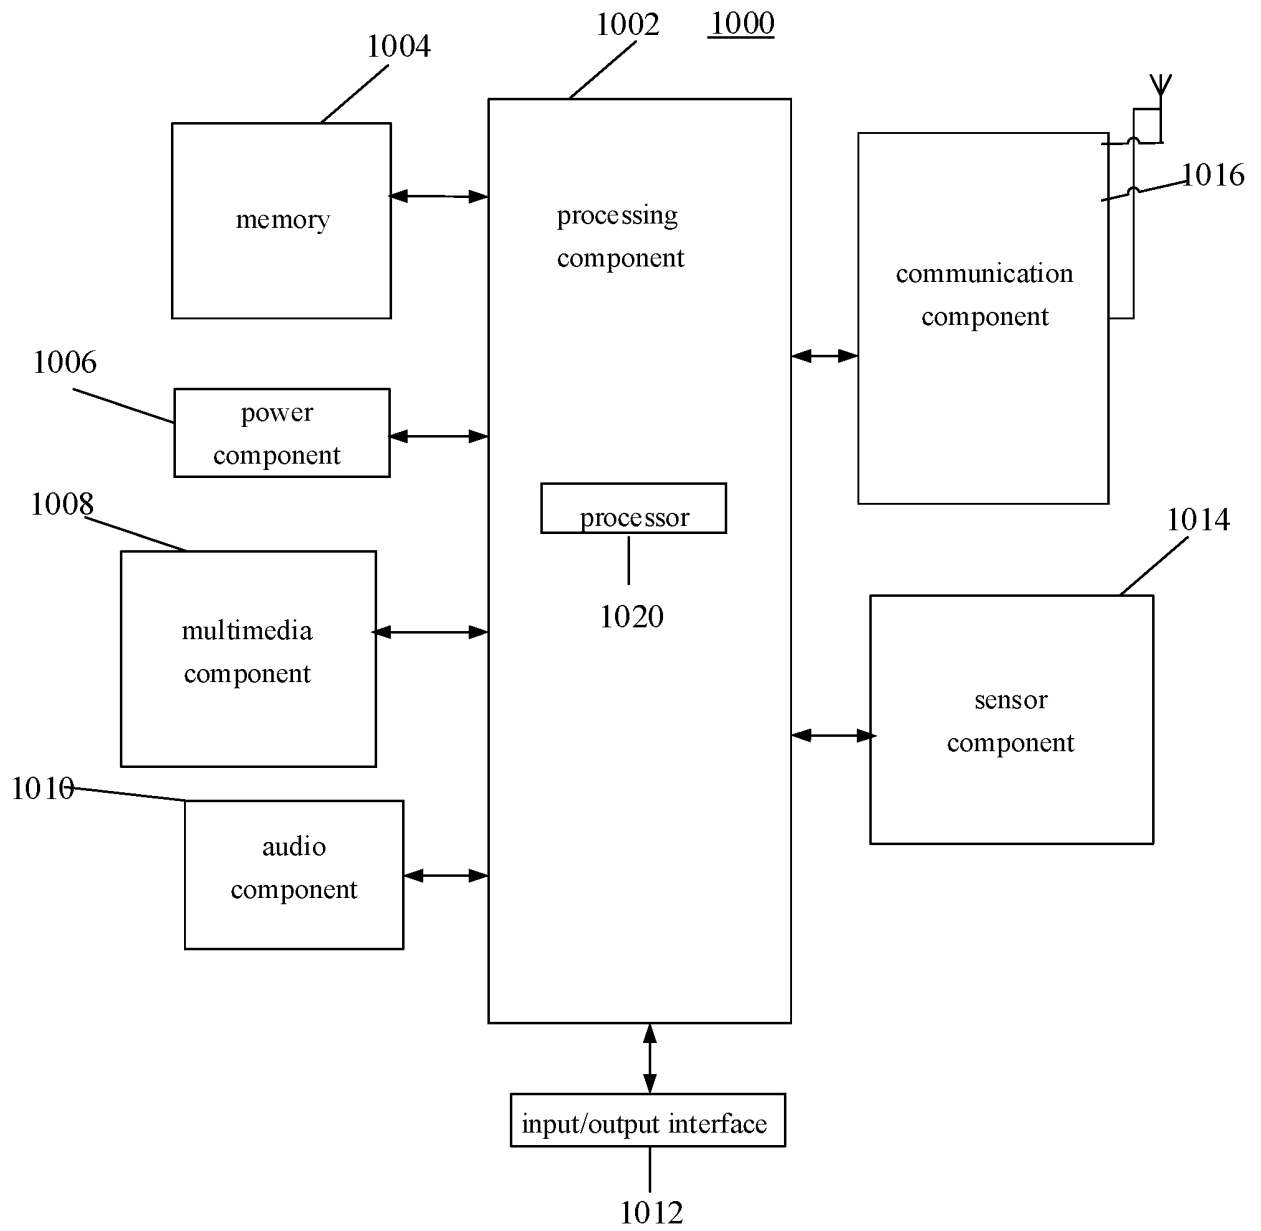 1002
1000
1004
memory
processing
component
1016
communication
component
1006
power
component
1008
processor
1020
1014
multimedia
component
sensor
component
1010
audio
component
input/output interface
1012